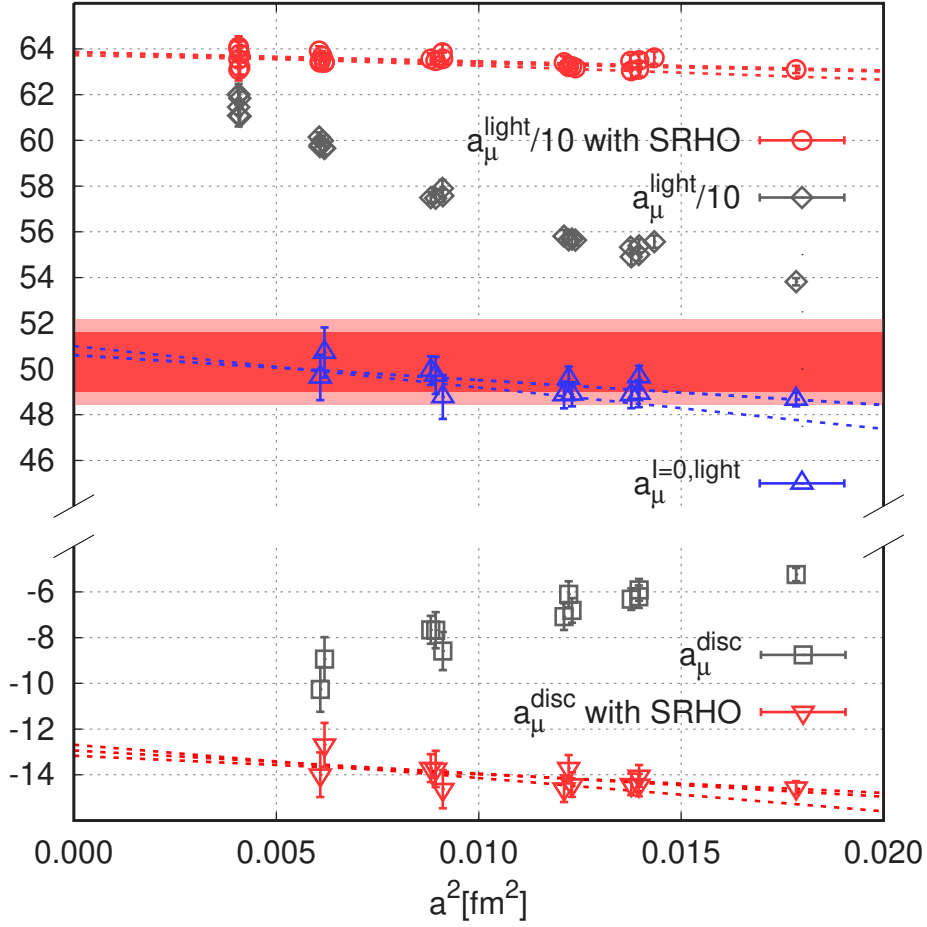 64
62
60
58
56
54
52
50
48
46
-6
-8
-10
-12
-14
a_μ^light/10 with SRHO
a_μ^light/10
a_μ^I=0,light
a_μ^disc
a_μ^disc with SRHO
0.000 0.005 0.010 0.015 0.020
a²[fm²]